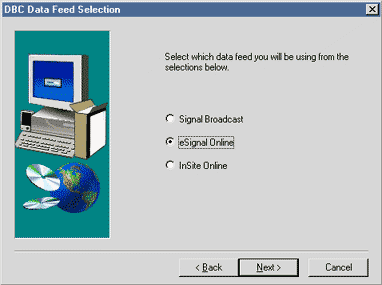 DBC Data Feed Selection
Select which data feed you will be using from the
selections below.
Signal Broadcast
eSignal Online
InSite Online
< Back
Next >
Cancel